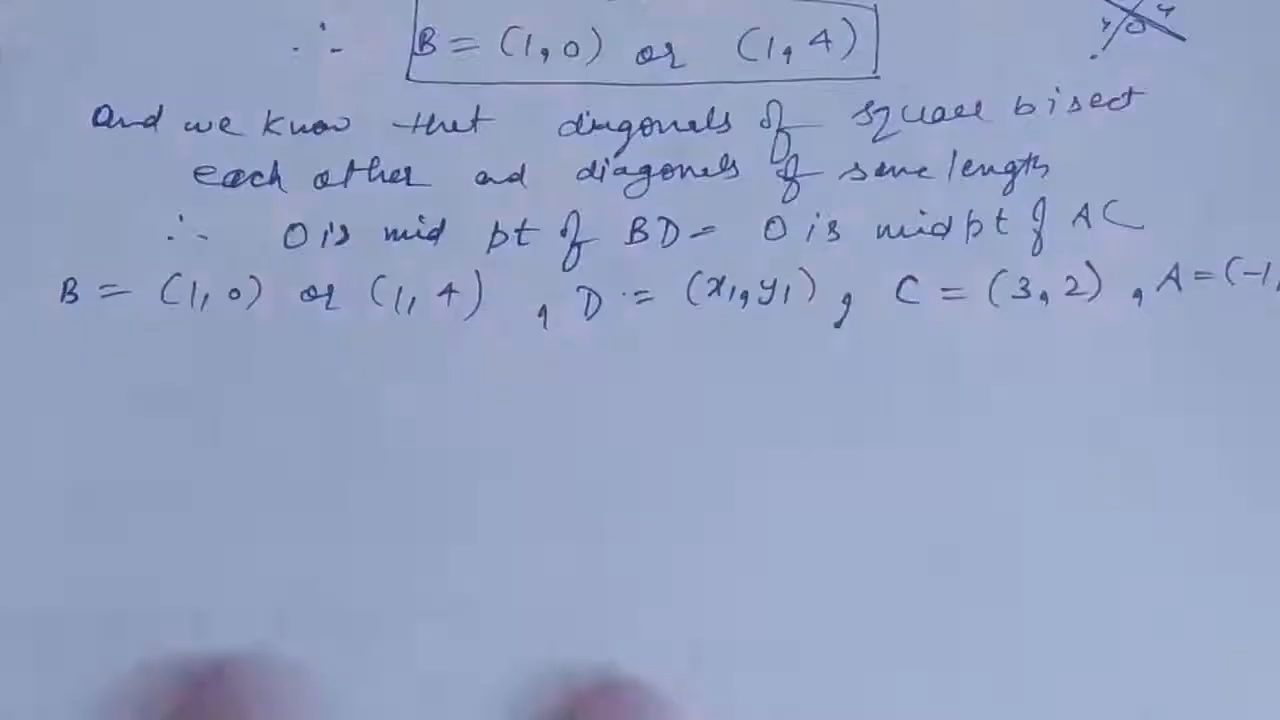 ∴ B = (1, 0) or (1, 4)
and we know that diagonals of square bisect
each other and diagonals of same length
∴ O is mid pt of BD = O is mid pt of AC
B = (1, 0) or (1, 4) , D = (x₁, y₁) , C = (3, 2) , A = (-1,